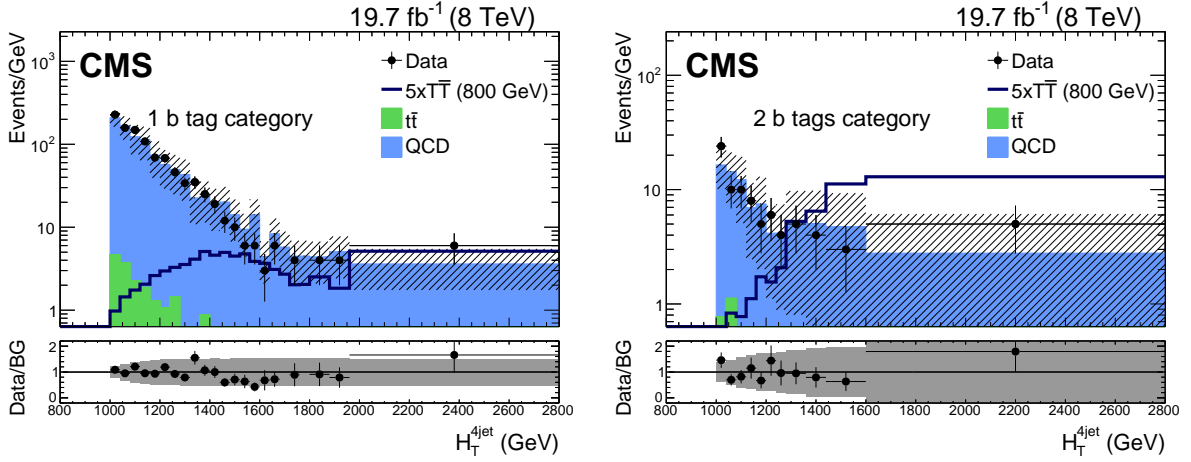 19.7 fb⁻¹ (8 TeV)
Events/GeV
CMS
Data
5xTT̅ (800 GeV)
tt̅
QCD
1 b tag category
10³
10²
10
1
Data/BG
2
1
0
800 1000 1200 1400 1600 1800 2000 2200 2400 2600 2800
H_T^4jet (GeV)
19.7 fb⁻¹ (8 TeV)
Events/GeV
CMS
Data
5xTT̅ (800 GeV)
tt̅
QCD
2 b tags category
10²
10
1
Data/BG
2
1
0
800 1000 1200 1400 1600 1800 2000 2200 2400 2600 2800
H_T^4jet (GeV)